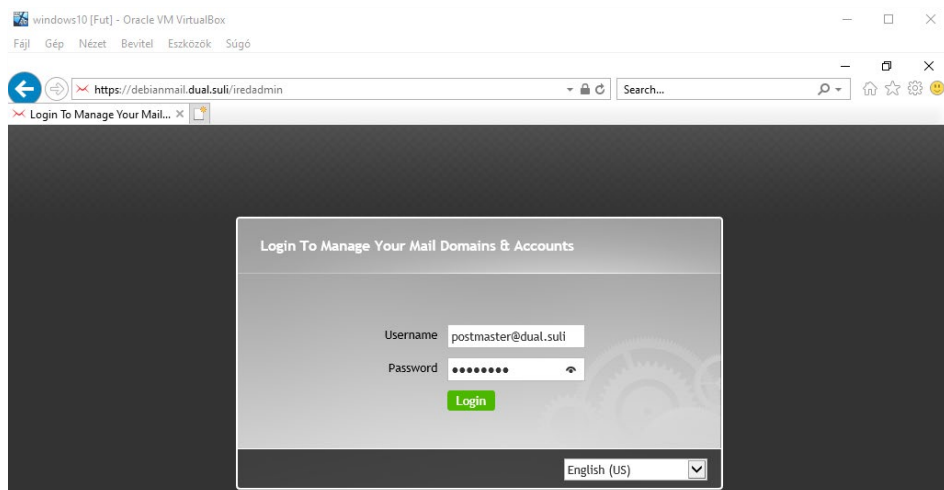 windows10 [Fut] - Oracle VM VirtualBox
Fájl Gép Nézet Bevitel Eszközök Súgó
https://debianmail.dual.suli/iredadmin
Search...
Login To Manage Your Mail...
Login To Manage Your Mail Domains & Accounts
Username postmaster@dual.suli
Password ••••••••
Login
English (US)